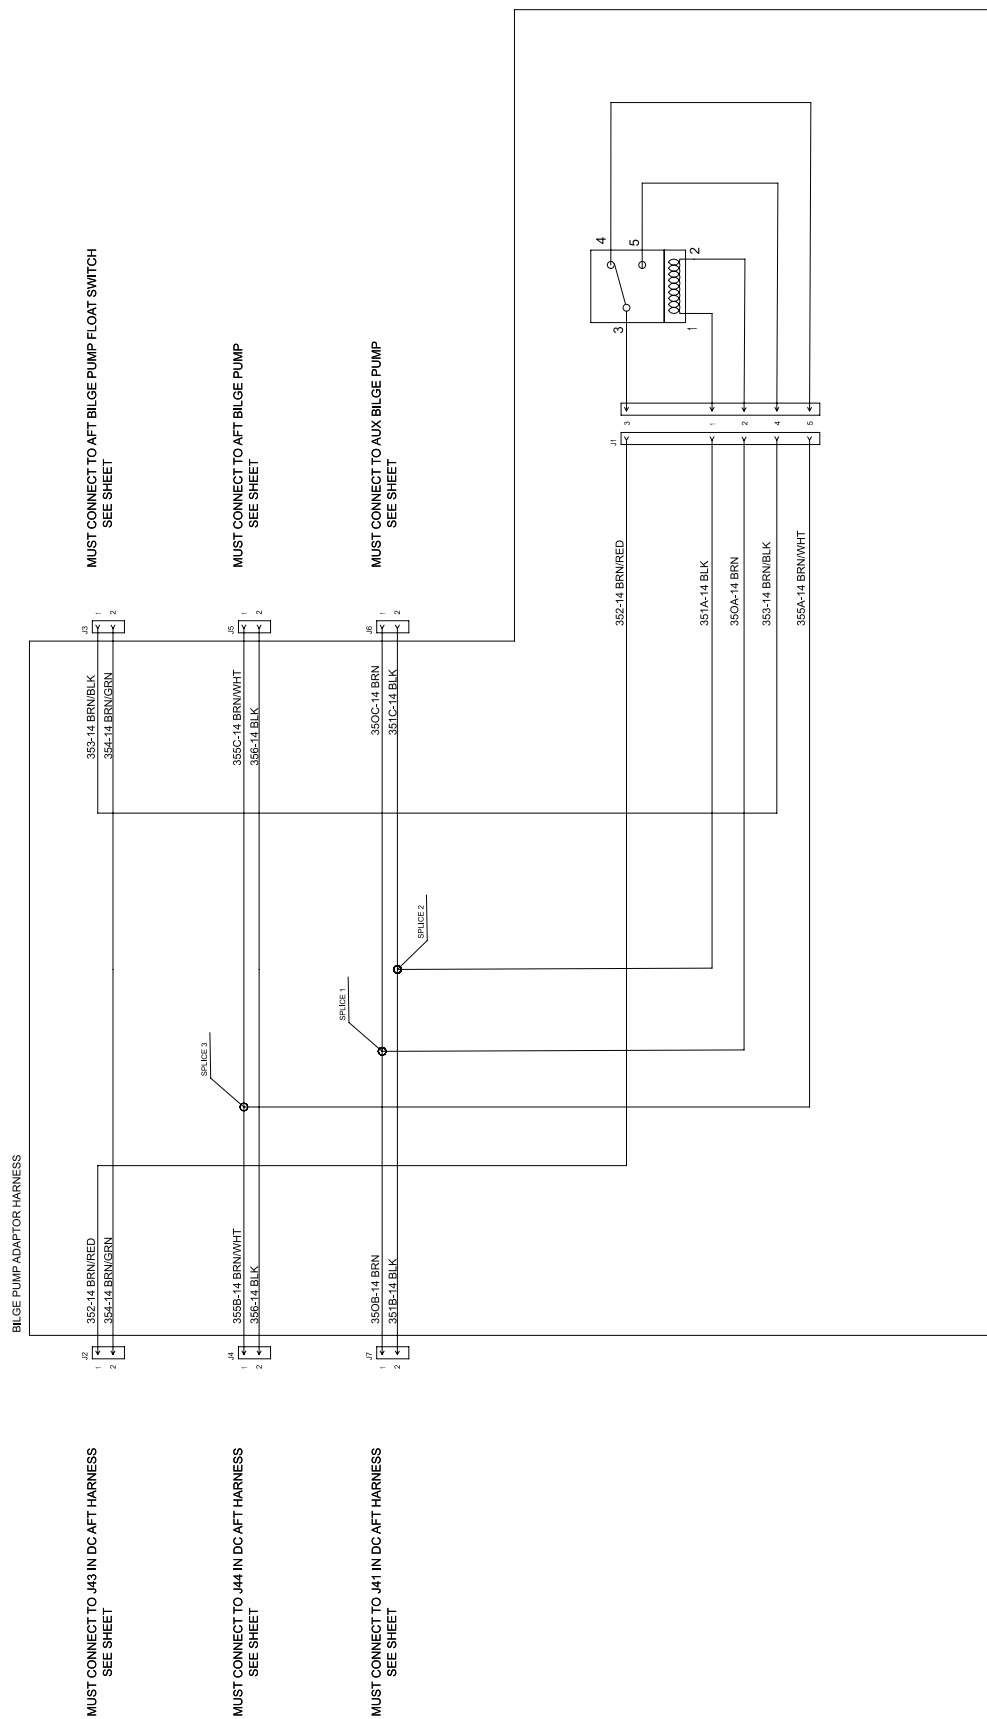 BILGE PUMP ADAPTOR HARNESS
MUST CONNECT TO J43 IN DC AFT HARNESS
SEE SHEET
J2
1
2
352-14 BRN/RED
354-14 BRN/GRN
353-14 BRN/BLK
354-14 BRN/GRN
J3
1
2
MUST CONNECT TO AFT BILGE PUMP FLOAT SWITCH
SEE SHEET
MUST CONNECT TO J44 IN DC AFT HARNESS
SEE SHEET
J4
1
2
355B-14 BRN/WHT
356-14 BLK
SPLICE 3
355C-14 BRN/WHT
356-14 BLK
J5
1
2
MUST CONNECT TO AFT BILGE PUMP
SEE SHEET
MUST CONNECT TO J41 IN DC AFT HARNESS
SEE SHEET
J7
1
2
35OB-14 BRN
351B-14 BLK
SPLICE 1
SPLICE 2
35OC-14 BRN
351C-14 BLK
J6
1
2
MUST CONNECT TO AUX BILGE PUMP
SEE SHEET
352-14 BRN/RED
351A-14 BLK
35OA-14 BRN
353-14 BRN/BLK
355A-14 BRN/WHT
J1
3
1
2
4
5
3
4
5
1
2